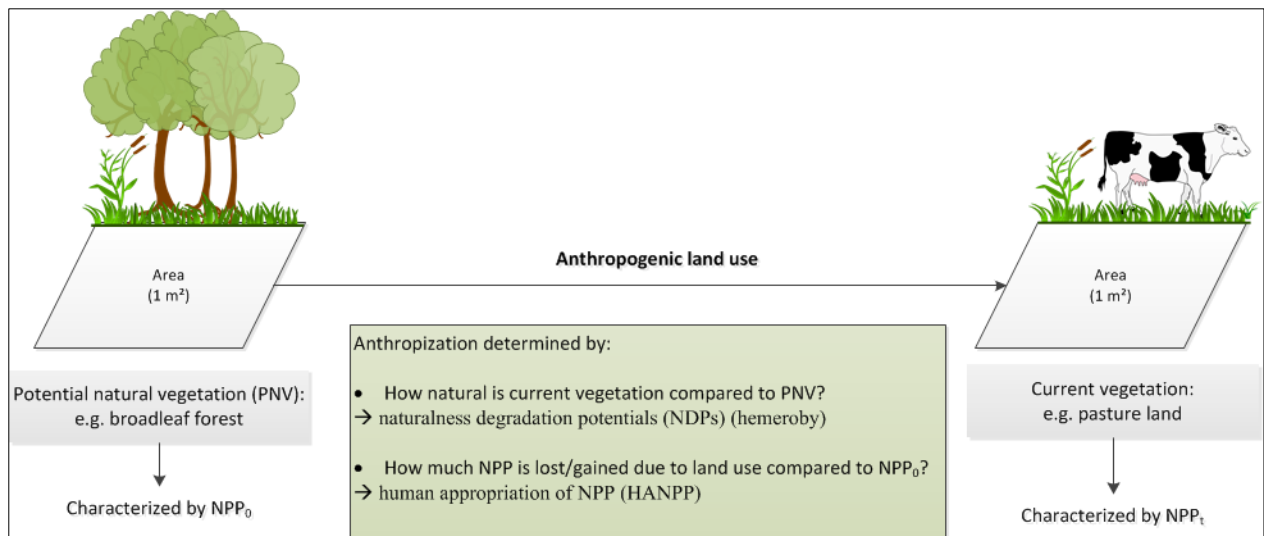 Area
(1 m²)
Anthropogenic land use
Area
(1 m²)
Potential natural vegetation (PNV):
e.g. broadleaf forest
Characterized by NPP₀
Anthropization determined by:
• How natural is current vegetation compared to PNV?
→ naturalness degradation potentials (NDPs) (hemeroby)
• How much NPP is lost/gained due to land use compared to NPP₀?
→ human appropriation of NPP (HANPP)
Current vegetation:
e.g. pasture land
Characterized by NPPₜ